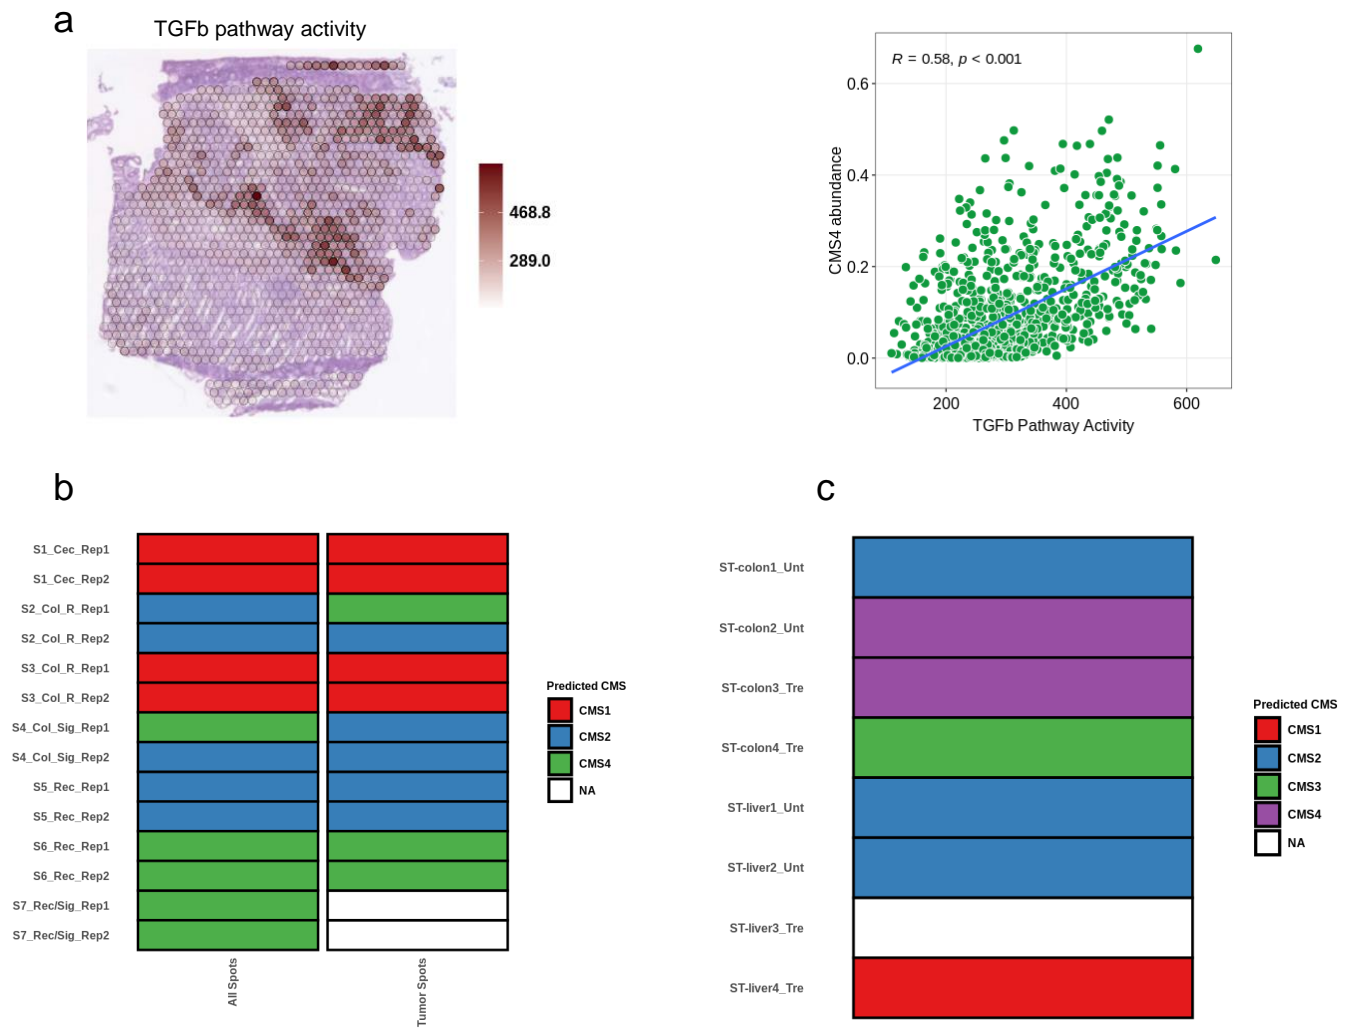 a
TGFb pathway activity
468.8
289.0
R = 0.58, p < 0.001
0.6
0.4
0.2
0.0
CMS4 abundance
200
400
600
TGFb Pathway Activity
b
S1_Cec_Rep1
S1_Cec_Rep2
S2_Col_R_Rep1
S2_Col_R_Rep2
S3_Col_R_Rep1
S3_Col_R_Rep2
S4_Col_Sig_Rep1
S4_Col_Sig_Rep2
S5_Rec_Rep1
S5_Rec_Rep2
S6_Rec_Rep1
S6_Rec_Rep2
S7_Rec/Sig_Rep1
S7_Rec/Sig_Rep2
All Spots
Tumor Spots
Predicted CMS
CMS1
CMS2
CMS4
NA
c
ST-colon1_Unt
ST-colon2_Unt
ST-colon3_Tre
ST-colon4_Tre
ST-liver1_Unt
ST-liver2_Unt
ST-liver3_Tre
ST-liver4_Tre
Predicted CMS
CMS1
CMS2
CMS3
CMS4
NA